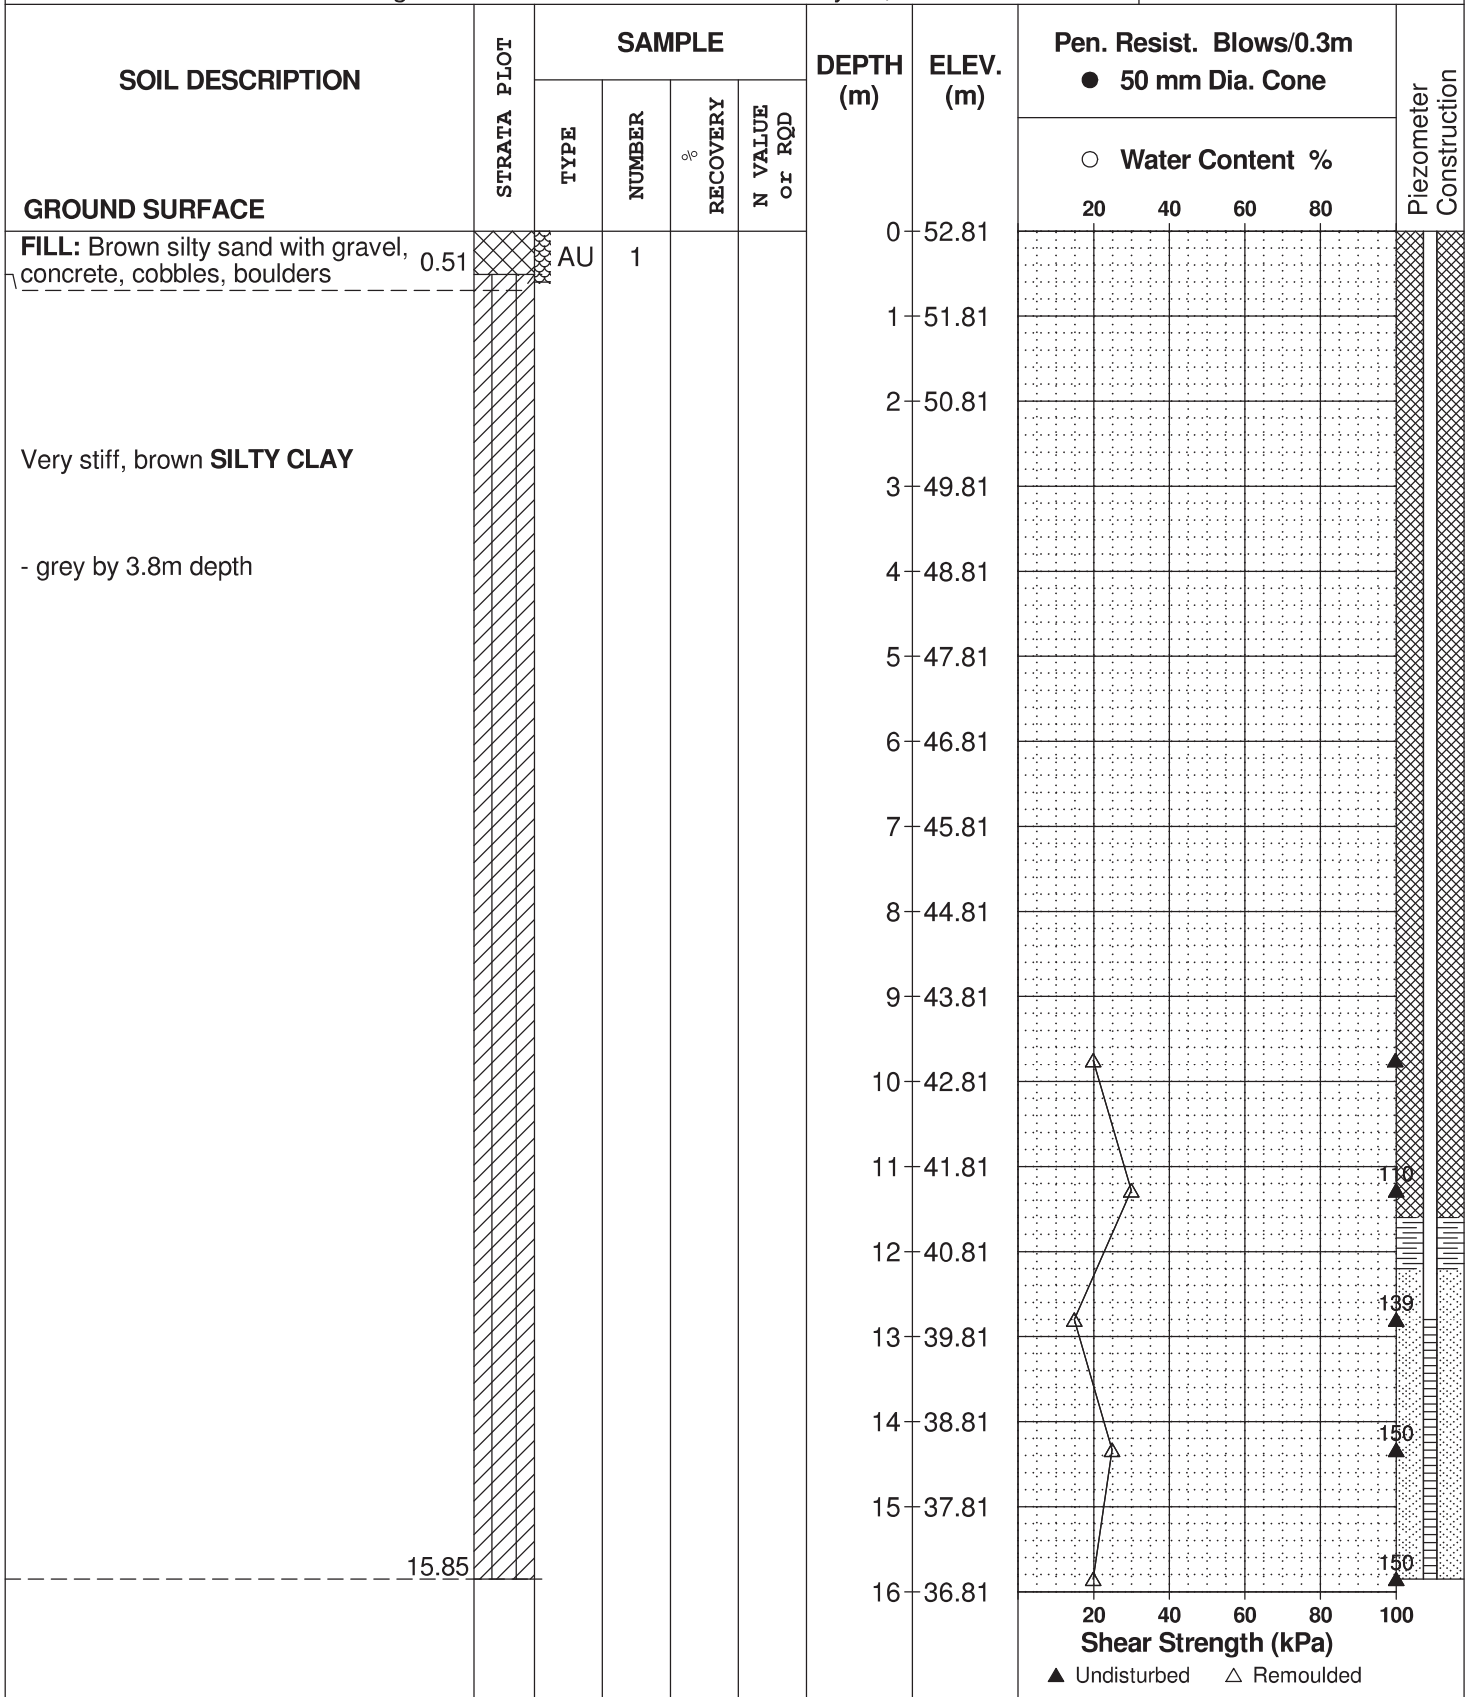 SOIL DESCRIPTION
GROUND SURFACE
STRATA PLOT
SAMPLE
TYPE
NUMBER
%
RECOVERY
N VALUE
or RQD
DEPTH
(m)
ELEV.
(m)
Pen. Resist. Blows/0.3m
● 50 mm Dia. Cone
○ Water Content %
20 40 60 80
Piezometer
Construction
FILL: Brown silty sand with gravel,
concrete, cobbles, boulders
0.51
AU 1
0 52.81
1 51.81
2 50.81
Very stiff, brown SILTY CLAY
3 49.81
- grey by 3.8m depth
4 48.81
5 47.81
6 46.81
7 45.81
8 44.81
9 43.81
10 42.81
11 41.81
110
12 40.81
139
13 39.81
14 38.81
150
15 37.81
15.85
150
16 36.81
20 40 60 80 100
Shear Strength (kPa)
▲ Undisturbed △ Remoulded